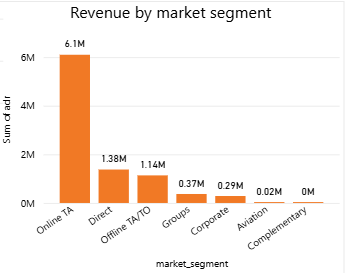 Revenue by market segment
6.1M
6M
4M
2M
0M
1.38M
1.14M
0.37M
0.29M
0.02M
0M
Sum of adr
Online TA
Direct
Offline TA/TO
Groups
Corporate
Aviation
Complementary
market_segment